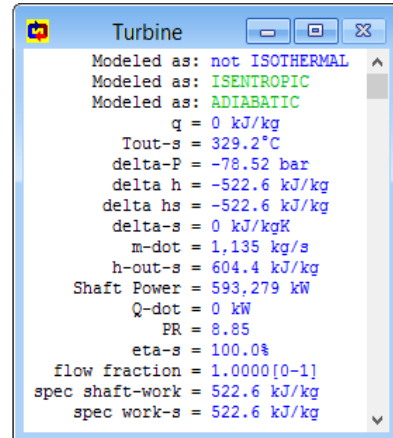 Turbine
Modeled as: not ISOTHERMAL
Modeled as: ISENTROPIC
Modeled as: ADIABATIC
q = 0 kJ/kg
Tout-s = 329.2°C
delta-P = -78.52 bar
delta h = -522.6 kJ/kg
delta hs = -522.6 kJ/kg
delta-s = 0 kJ/kgK
m-dot = 1,135 kg/s
h-out-s = 604.4 kJ/kg
Shaft Power = 593,279 kW
Q-dot = 0 kW
PR = 8.85
eta-s = 100.0%
flow fraction = 1.0000[0-1]
spec shaft-work = 522.6 kJ/kg
spec work-s = 522.6 kJ/kg